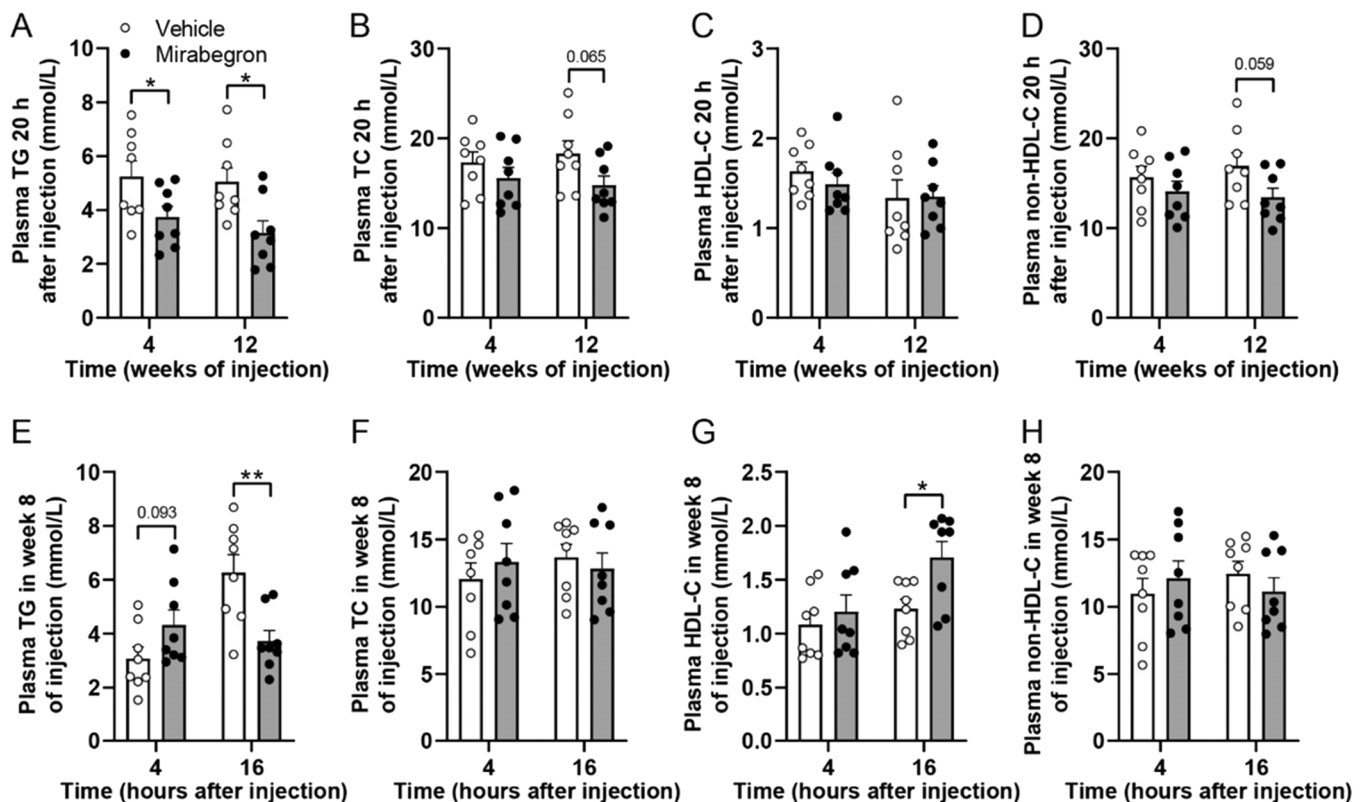 A
Vehicle
Mirabegron
Plasma TG 20 h
after injection (mmol/L)
10
8
6
4
2
0
*
*
4
12
Time (weeks of injection)
B
Plasma TC 20 h
after injection (mmol/L)
30
20
10
0
0.065
4
12
Time (weeks of injection)
C
Plasma HDL-C 20 h
after injection (mmol/L)
3
2
1
0
4
12
Time (weeks of injection)
D
Plasma non-HDL-C 20 h
after injection (mmol/L)
30
20
10
0
0.059
4
12
Time (weeks of injection)
E
Plasma TG in week 8
of injection (mmol/L)
10
8
6
4
2
0
0.093
**
4
16
Time (hours after injection)
F
Plasma TC in week 8
of injection (mmol/L)
20
15
10
5
0
4
16
Time (hours after injection)
G
Plasma HDL-C in week 8
of injection (mmol/L)
2.5
2.0
1.5
1.0
0.5
0.0
*
4
16
Time (hours after injection)
H
Plasma non-HDL-C in week 8
of injection (mmol/L)
20
15
10
5
0
4
16
Time (hours after injection)